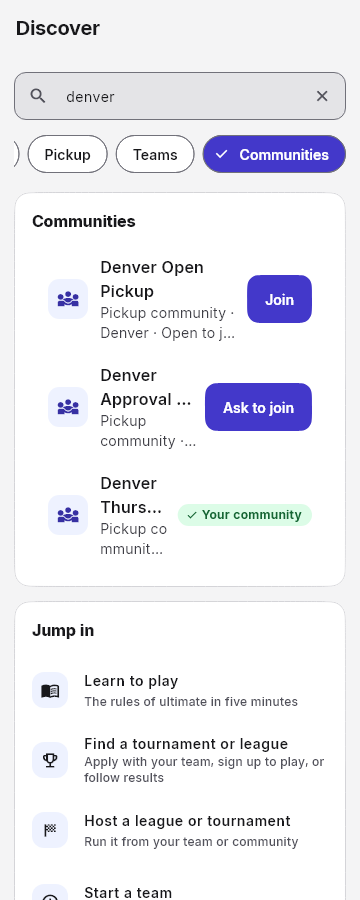 Discover
denver
Pickup
Teams
Communities
Communities
Denver Open
Pickup
Pickup community ·
Denver · Open to j...
Join
Denver
Approval ...
Pickup
community ·...
Ask to join
Denver
Thurs...
Pickup co
mmunit...
Your community
Jump in
Learn to play
The rules of ultimate in five minutes
Find a tournament or league
Apply with your team, sign up to play, or
follow results
Host a league or tournament
Run it from your team or community
Start a team